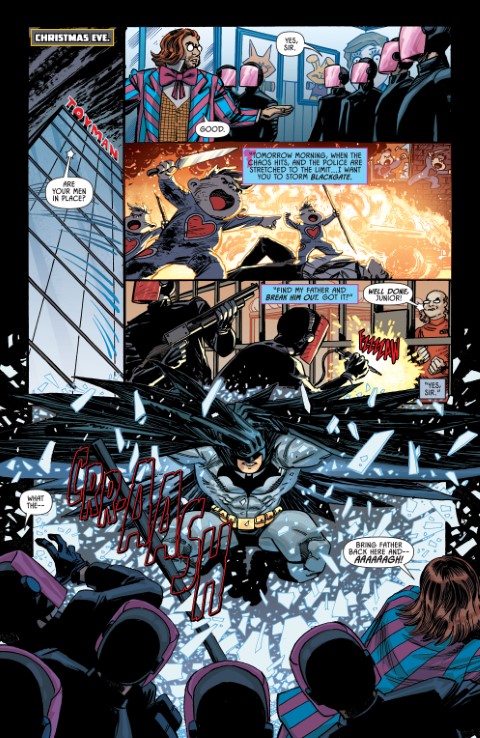 CHRISTMAS EVE.
TOYMAN
ARE
YOUR MEN
IN PLACE?
YES,
SIR.
GOOD.
"TOMORROW MORNING, WHEN THE
CHAOS HITS, AND THE POLICE ARE
STRETCHED TO THE LIMIT...I WANT
YOU TO STORM BLACKGATE.
"FIND MY FATHER AND
BREAK HIM OUT. GOT IT?"
WELL DONE,
JUNIOR!
"YES,
SIR."
WHAT
THE--
BRING FATHER
BACK HERE AND--
AAAAAGH!